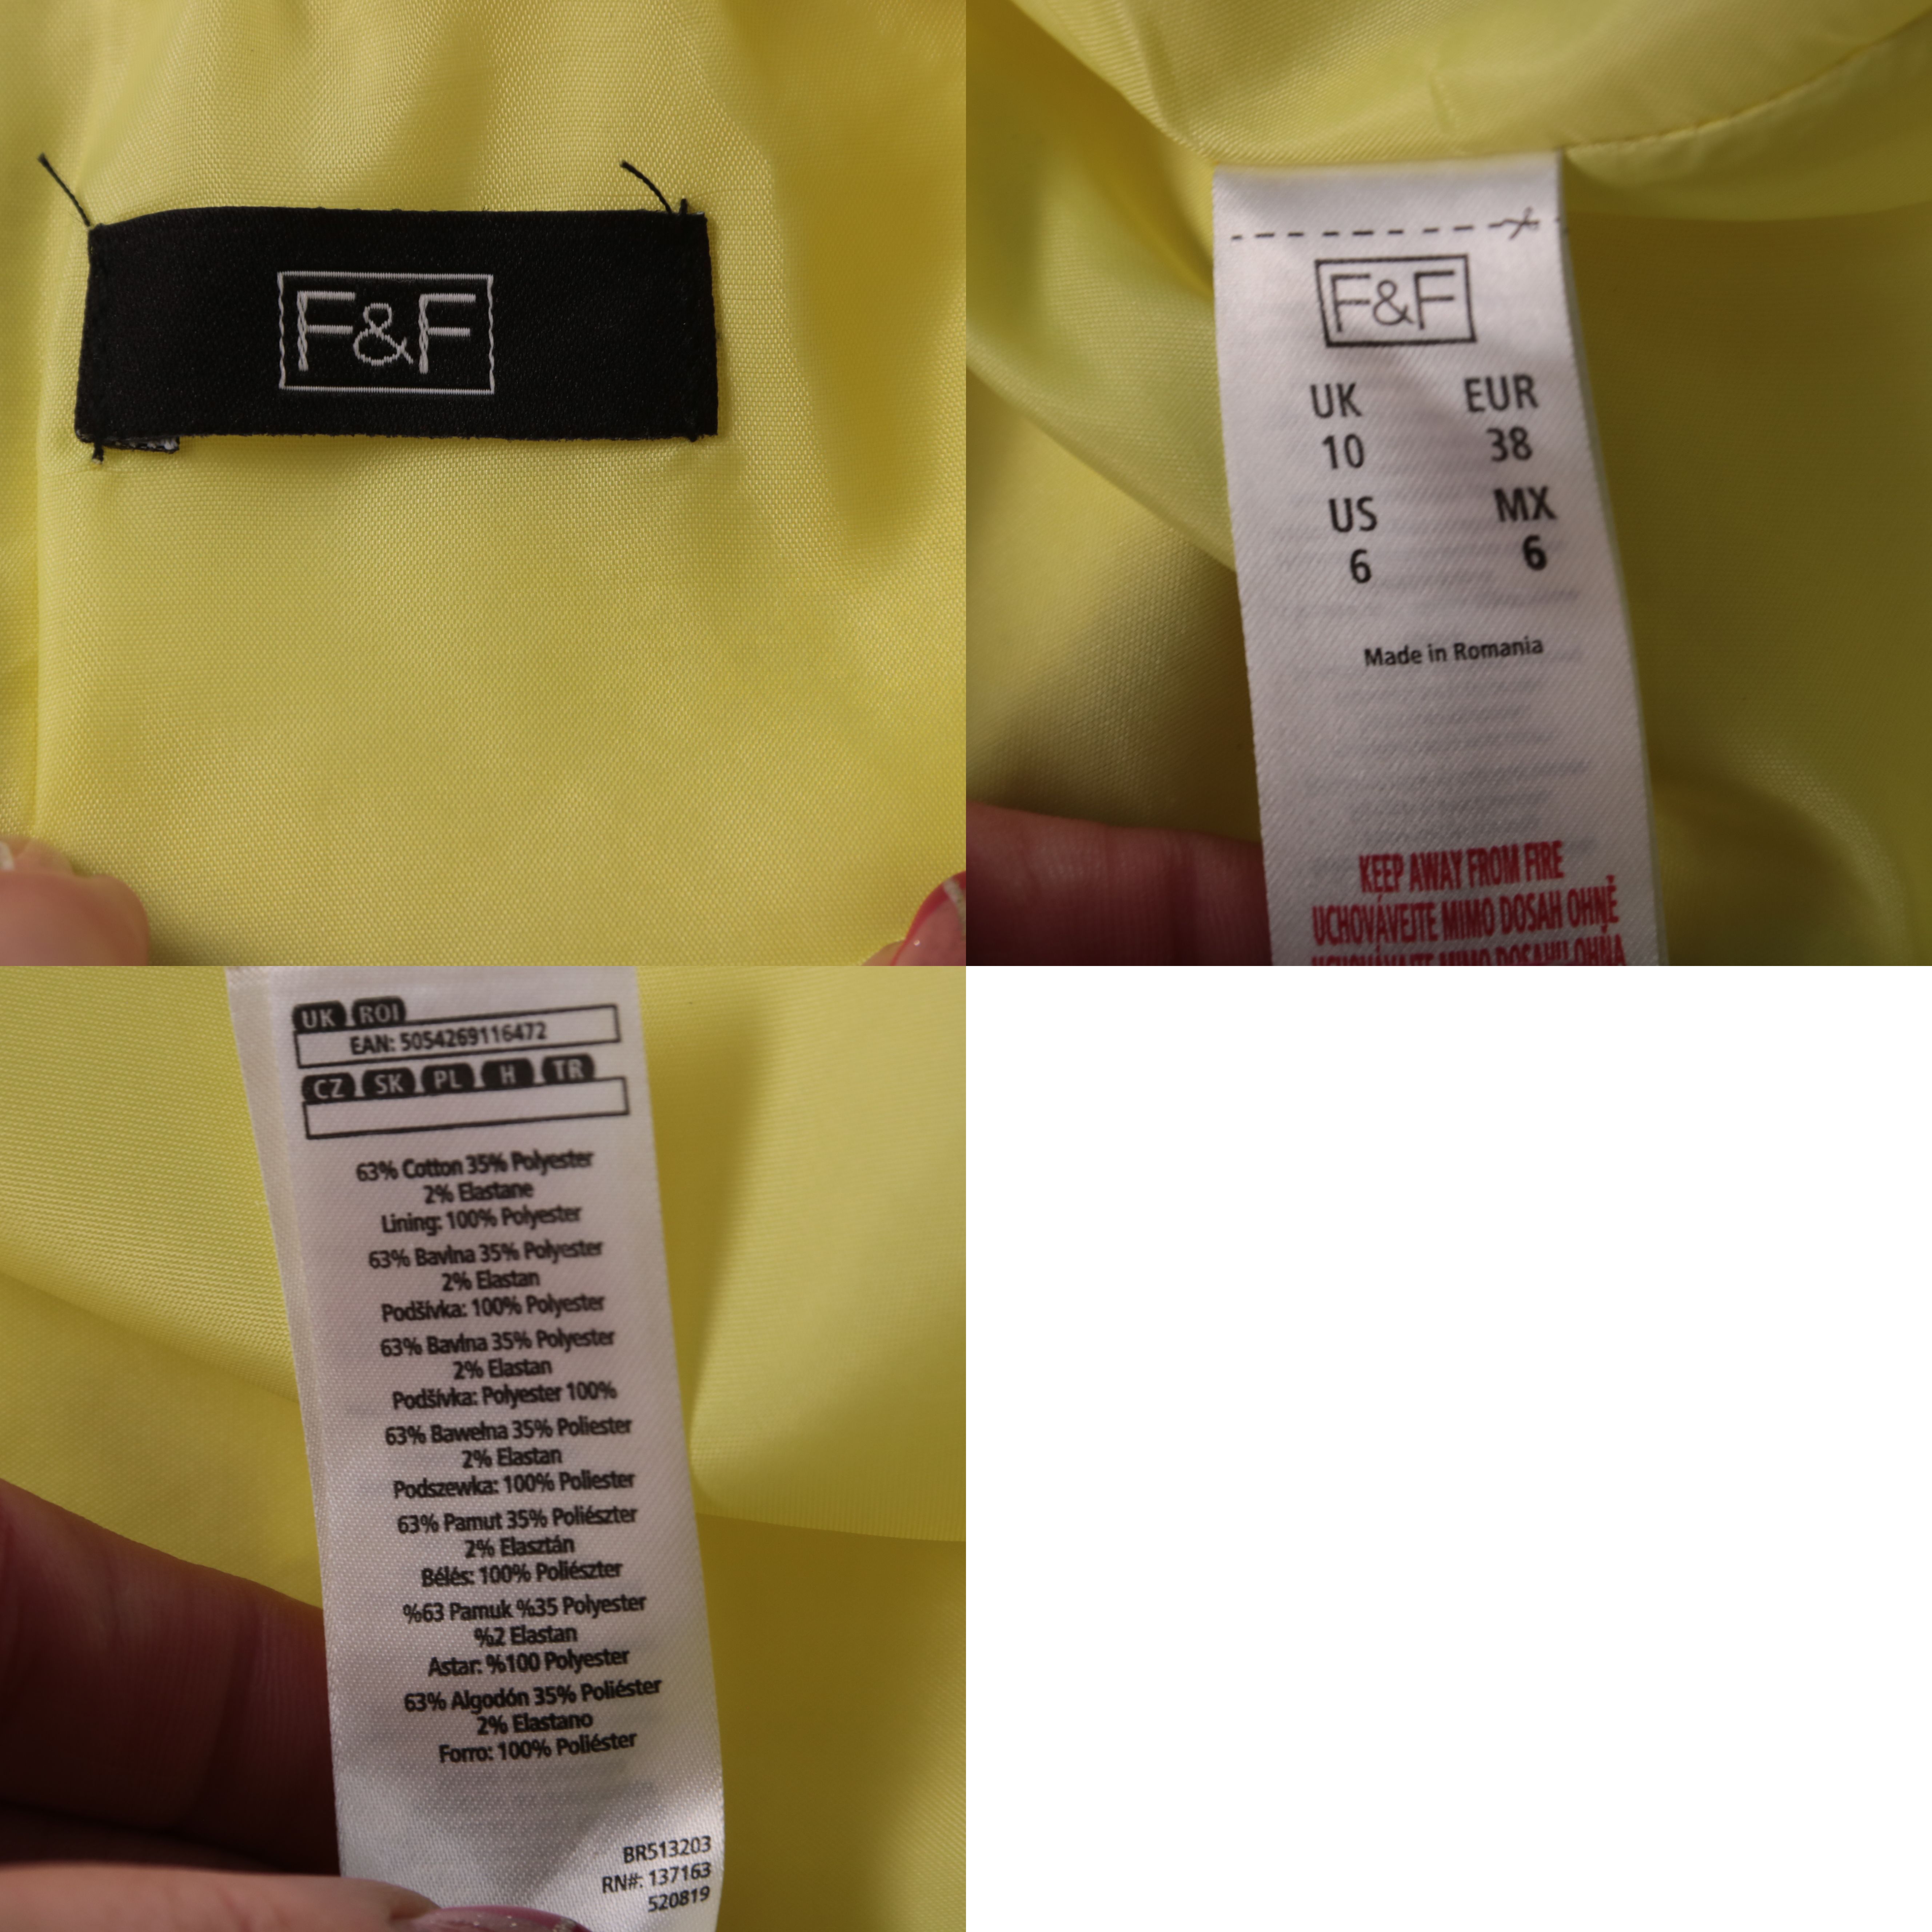 F&F
F&F
UK EUR
10 38
US MX
6 6
Made in Romania
KEEP AWAY FROM FIRE
UCHOVÁVEJTE MIMO DOSAH OHNĚ
UCHOVÁVAJTE MIMO DOSAHU OHŇA
UK ROI
EAN: 5054269116472
CZ SK PL H TR
63% Cotton 35% Polyester
2% Elastane
Lining: 100% Polyester
63% Bavlna 35% Polyester
2% Elastan
Podšívka: 100% Polyester
63% Bavlna 35% Polyester
2% Elastan
Podšívka: Polyester 100%
63% Bawełna 35% Poliester
2% Elastan
Podszewka: 100% Poliester
63% Pamut 35% Poliészter
2% Elasztán
Bélés: 100% Poliészter
%63 Pamuk %35 Polyester
%2 Elastan
Astar: %100 Polyester
63% Algodón 35% Poliéster
2% Elastano
Forro: 100% Poliéster
BR513203
RN#: 137163
520819